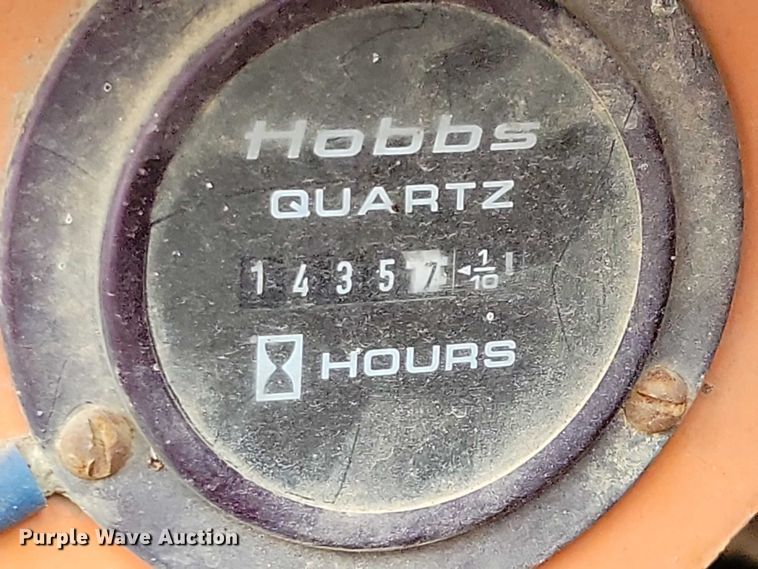 Hobbs
QUARTZ
1 4 3 5 7 ◄ 1/10
HOURS
Purple Wave Auction